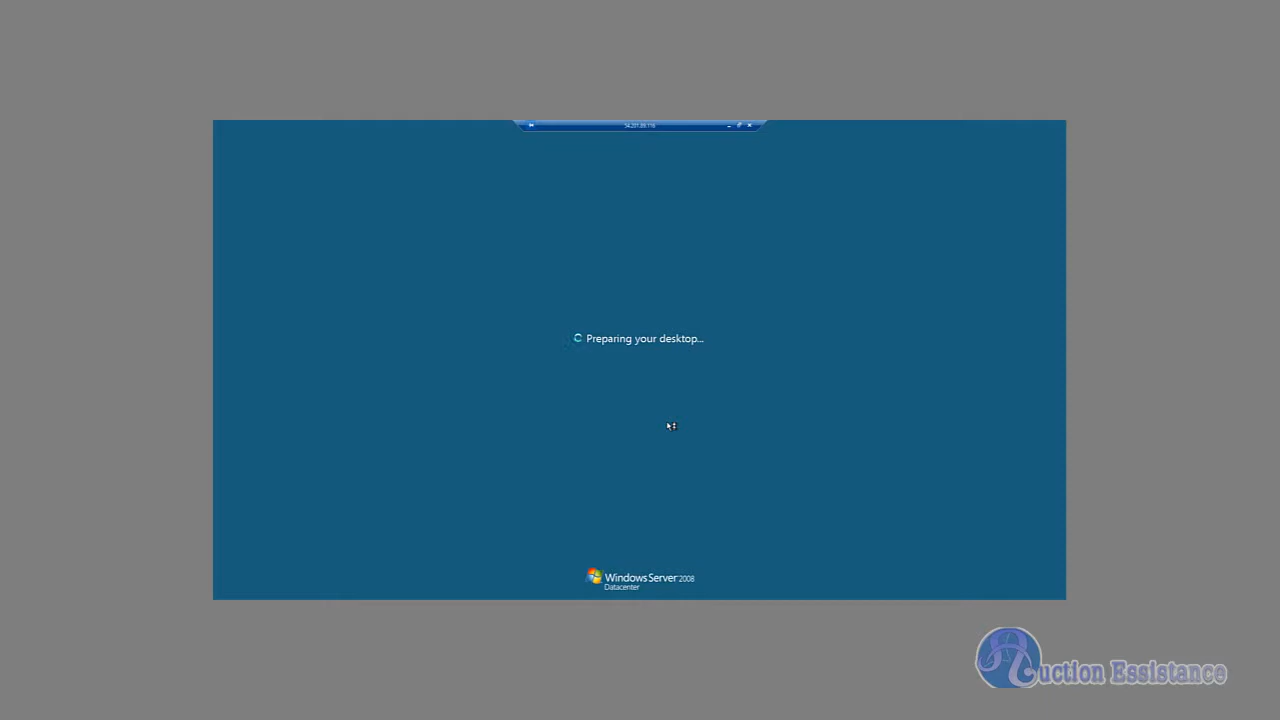 Preparing your desktop...
Windows Server 2008
Datacenter
Auction Essistance